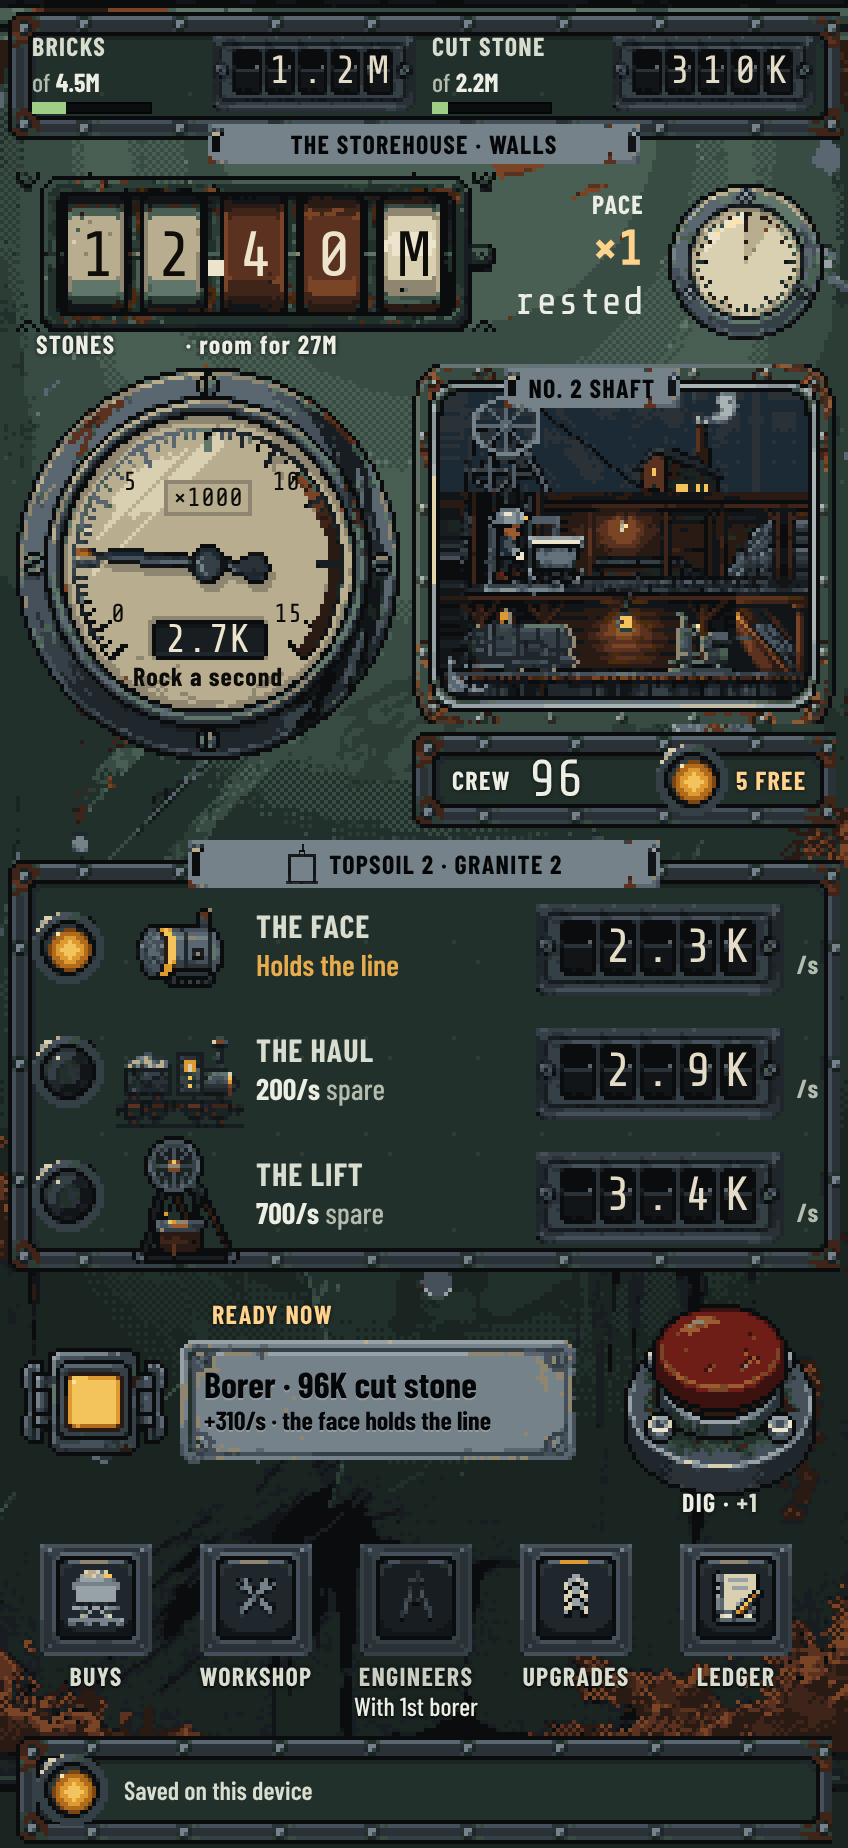 BRICKS
of 4.5M
1.2M
CUT STONE
of 2.2M
310K
THE STOREHOUSE · WALLS
12.40M
STONES · room for 27M
PACE
×1
rested
NO. 2 SHAFT
5
10
×1000
0
15
2.7K
Rock a second
CREW 96
5 FREE
TOPSOIL 2 · GRANITE 2
THE FACE
Holds the line
2.3K /s
THE HAUL
200/s spare
2.9K /s
THE LIFT
700/s spare
3.4K /s
READY NOW
Borer · 96K cut stone
+310/s · the face holds the line
DIG · +1
BUYS
WORKSHOP
ENGINEERS
With 1st borer
UPGRADES
LEDGER
Saved on this device